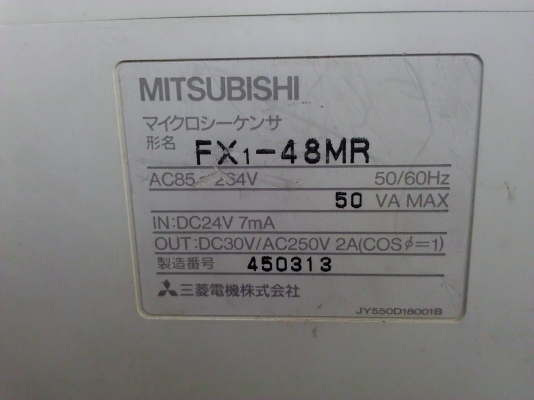 MITSUBISHI
マイクロシーケンサ
形名 FX1-48MR
AC85~264V 50/60Hz
50 VA MAX
IN:DC24V 7mA
OUT:DC30V/AC250V 2A(COSφ=1)
製造番号 450313
三菱電機株式会社
JY550D18001B